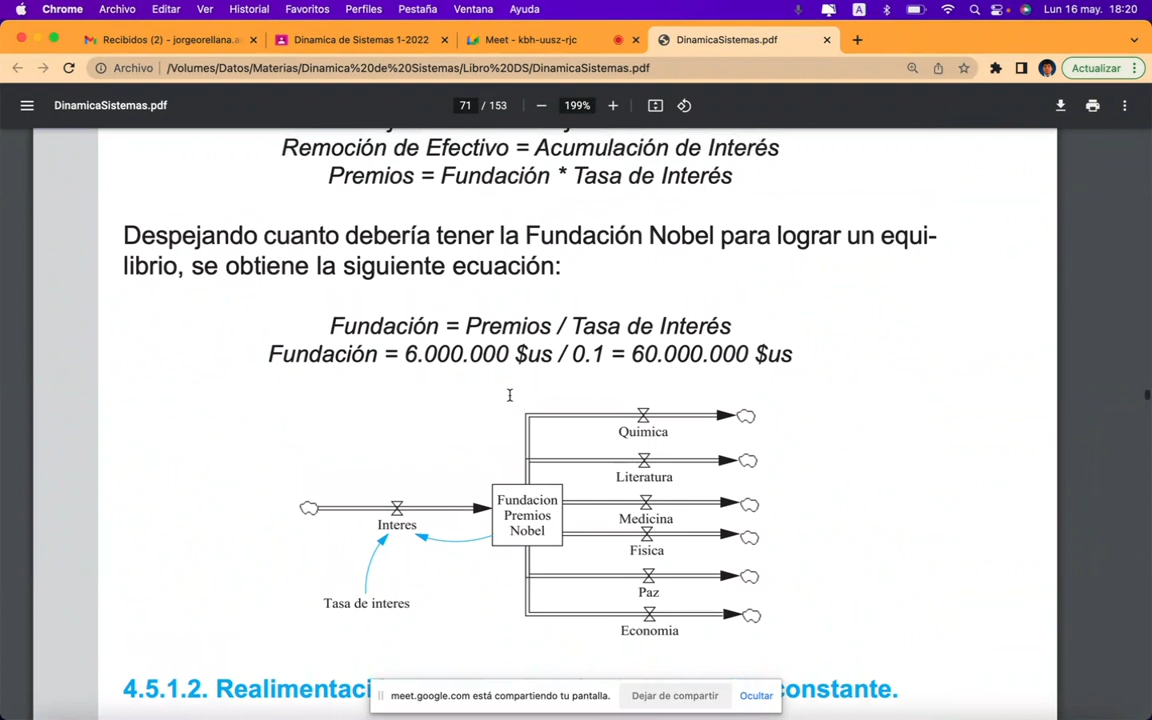 Chrome Archivo Editar Ver Historial Favoritos Perfiles Pestaña Ventana Ayuda A Lun 16 may. 18:20
Recibidos (2) - jorgeorellana.a Dinamica de Sistemas 1-2022 Meet - kbh-uusz-rjc DinamicaSistemas.pdf
Archivo /Volumes/Datos/Materias/Dinamica%20de%20Sistemas/Libro%20DS/DinamicaSistemas.pdf Actualizar
DinamicaSistemas.pdf 71 / 153 199%
Remoción de Efectivo = Acumulación de Interés
Premios = Fundación * Tasa de Interés
Despejando cuanto debería tener la Fundación Nobel para lograr un equi-
librio, se obtiene la siguiente ecuación:
Fundación = Premios / Tasa de Interés
Fundación = 6.000.000 $us / 0.1 = 60.000.000 $us
Quimica
Literatura
Fundacion
Premios
Nobel
Medicina
Interes
Fisica
Paz
Tasa de interes
Economia
4.5.1.2. Realimentaci constante.
meet.google.com está compartiendo tu pantalla. Dejar de compartir Ocultar